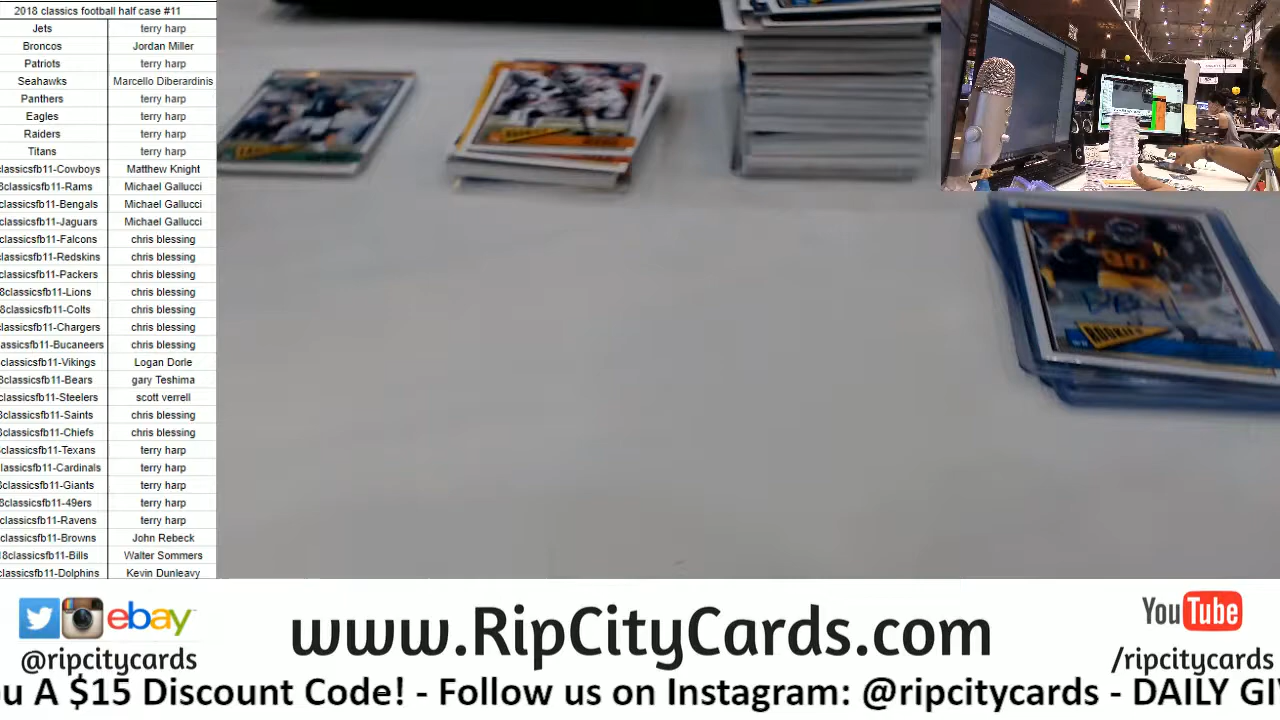 2018 classics football half case #11
Jets terry harp
Broncos Jordan Miller
Patriots terry harp
Seahawks Marcello Diberardinis
Panthers terry harp
Eagles terry harp
Raiders terry harp
Titans terry harp
classicsfb11-Cowboys Matthew Knight
8classicsfb11-Rams Michael Gallucci
classicsfb11-Bengals Michael Gallucci
classicsfb11-Jaguars Michael Gallucci
classicsfb11-Falcons chris blessing
classicsfb11-Redskins chris blessing
classicsfb11-Packers chris blessing
8classicsfb11-Lions chris blessing
8classicsfb11-Colts chris blessing
classicsfb11-Chargers chris blessing
assicsfb11-Bucaneers chris blessing
classicsfb11-Vikings Logan Dorle
8classicsfb11-Bears gary Teshima
classicsfb11-Steelers scott verrell
8classicsfb11-Saints chris blessing
8classicsfb11-Chiefs chris blessing
classicsfb11-Texans terry harp
lassicsfb11-Cardinals terry harp
8classicsfb11-Giants terry harp
8classicsfb11-49ers terry harp
classicsfb11-Ravens terry harp
classicsfb11-Browns John Rebeck
18classicsfb11-Bills Walter Sommers
classicsfb11-Dolphins Kevin Dunleavy
ROOKIES
90
ebay
@ripcitycards
www.RipCityCards.com
YouTube
/ripcitycards
ou A $15 Discount Code! - Follow us on Instagram: @ripcitycards - DAILY GI